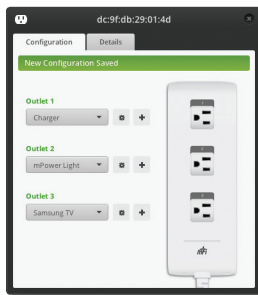 dc:9f:db:29:01:4d
Configuration
Details
New Configuration Saved
Outlet 1
Charger
Outlet 2
mPower Light
Outlet 3
Samsung TV
mFi